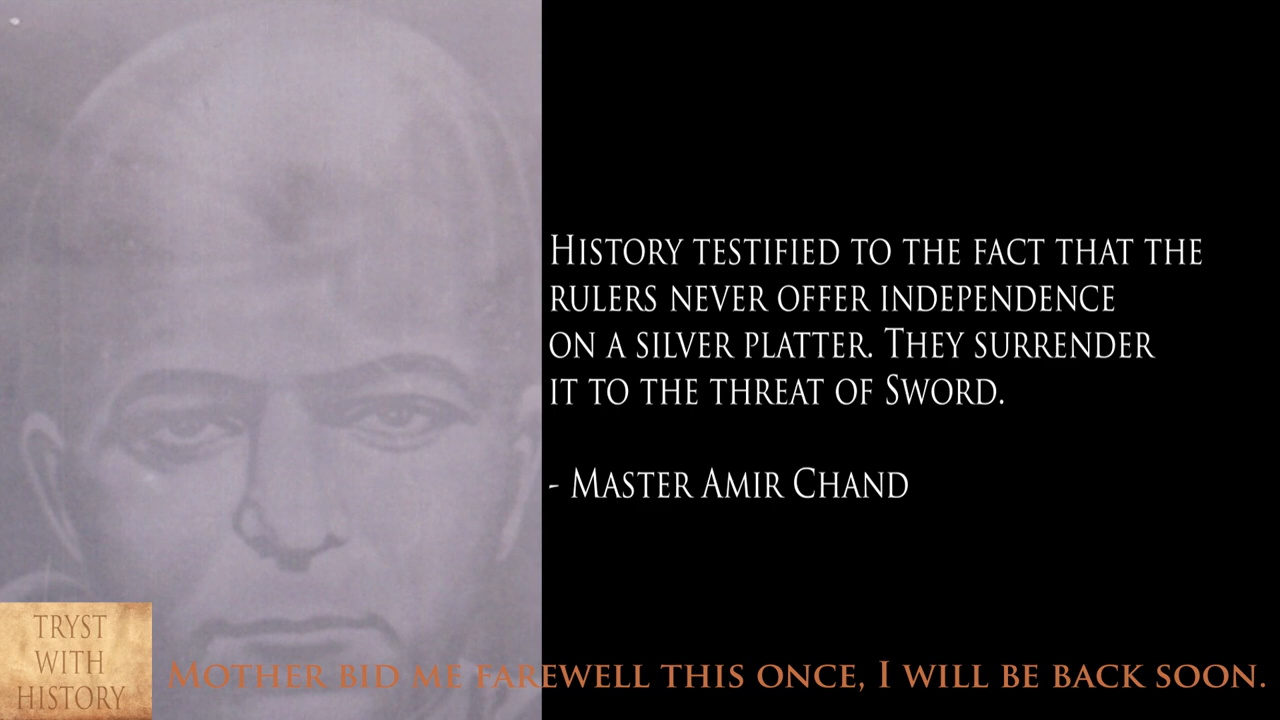 History testified to the fact that the
rulers never offer independence
on a silver platter. They surrender
it to the threat of Sword.
- Master Amir Chand
TRYST
WITH
HISTORY
Mother bid me farewell this once, I will be back soon.